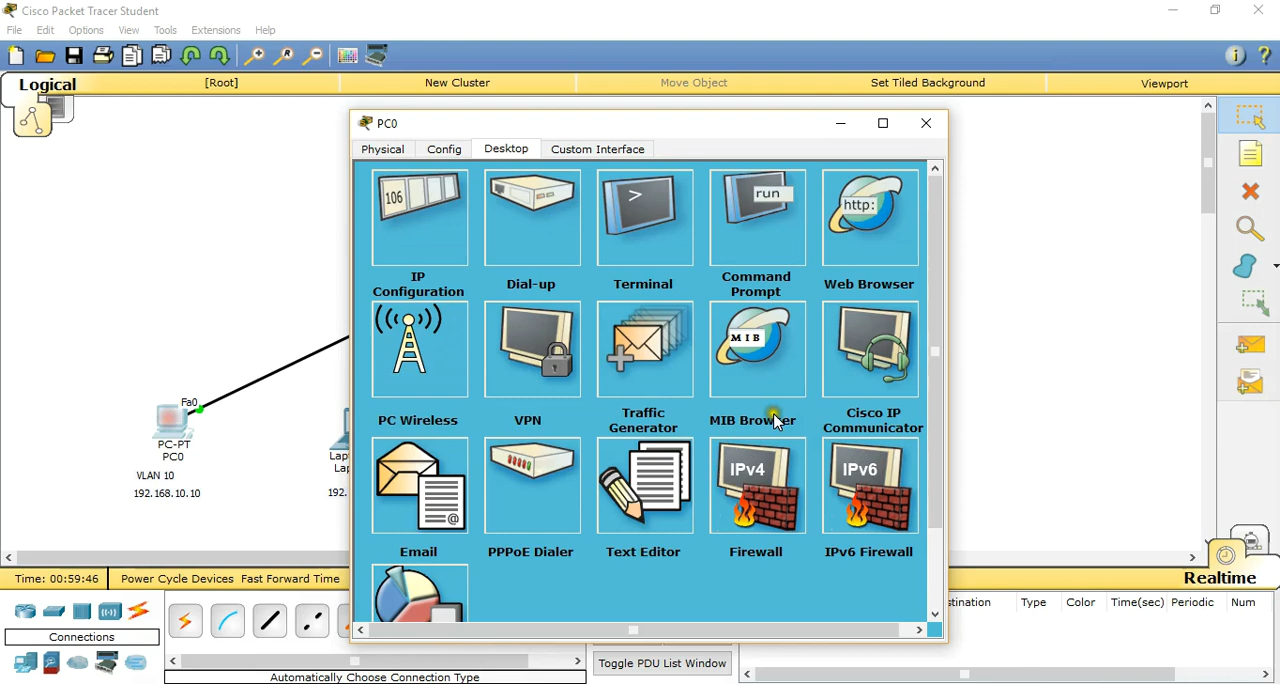 Cisco Packet Tracer Student
File Edit Options View Tools Extensions Help
Logical [Root] New Cluster Move Object Set Tiled Background Viewport
PC0
Physical Config Desktop Custom Interface
106
>
run
http:
IP Configuration
Dial-up
Terminal
Command Prompt
Web Browser
MIB
PC Wireless
VPN
Traffic Generator
MIB Browser
Cisco IP Communicator
@
IPv4
IPv6
Email
PPPoE Dialer
Text Editor
Firewall
IPv6 Firewall
Fa0
PC-PT
PC0
VLAN 10
192.168.10.10
Lap
192.
Time: 00:59:46 Power Cycle Devices Fast Forward Time
Realtime
Connections
Automatically Choose Connection Type
Toggle PDU List Window
stination Type Color Time(sec) Periodic Num